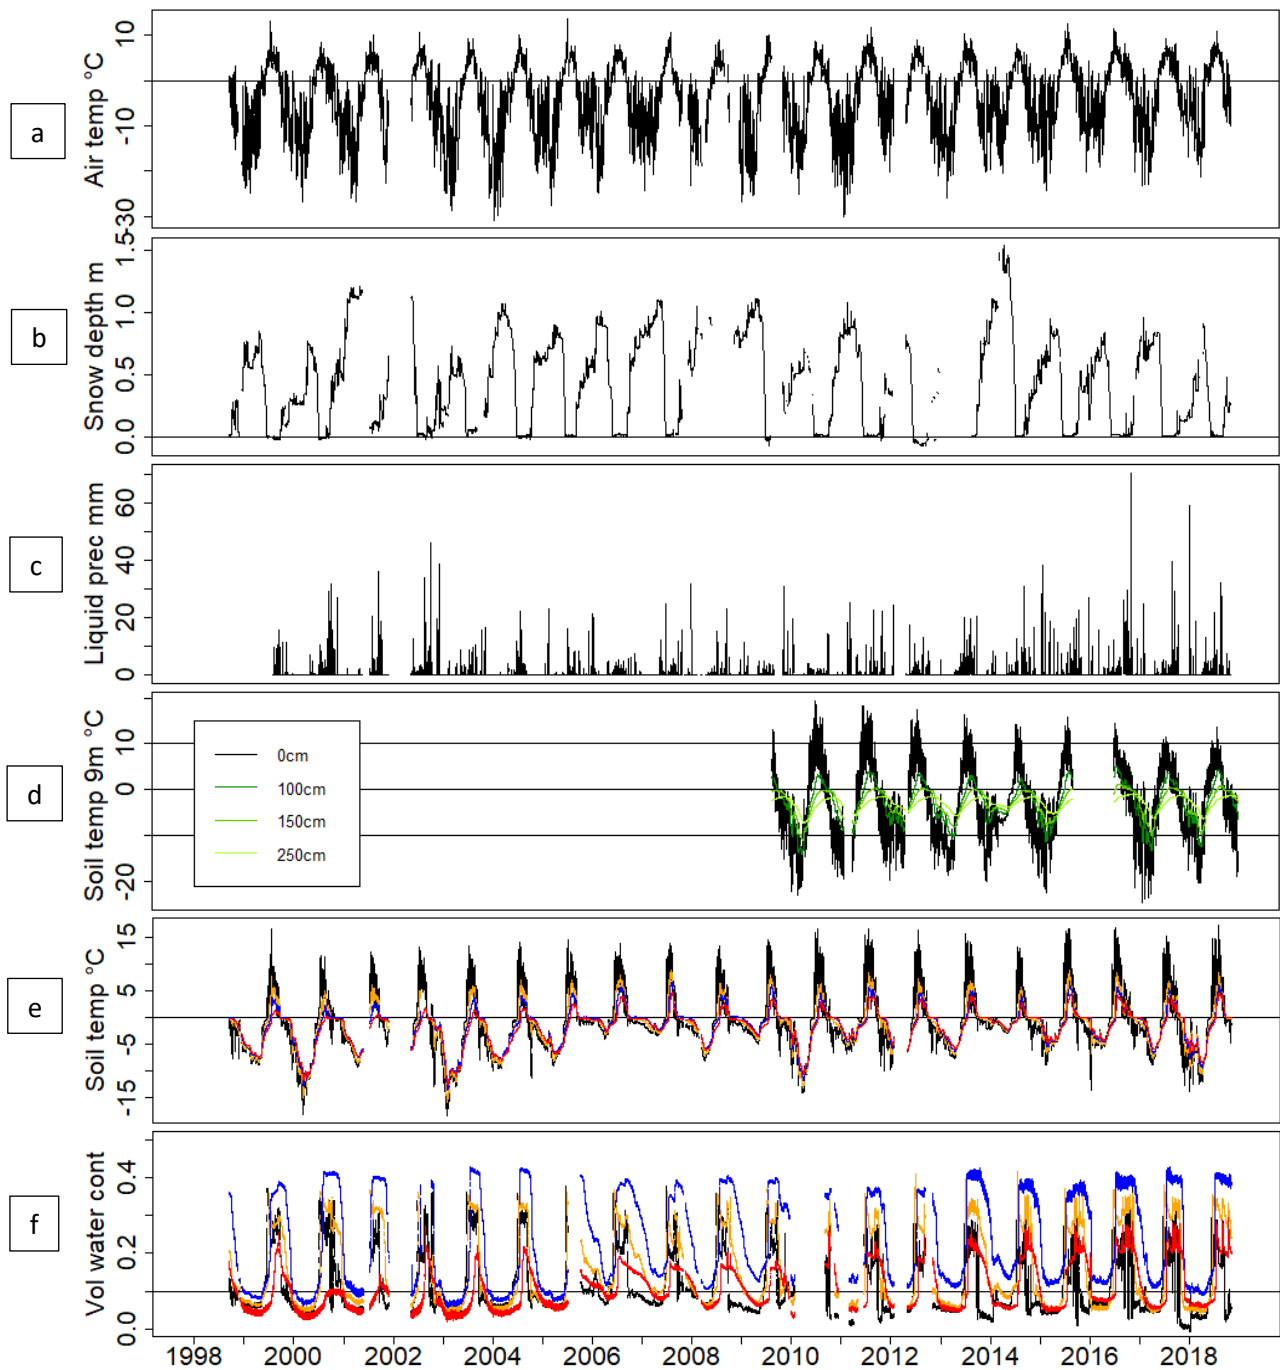 a
Air temp °C
10
-10
-30
b
Snow depth m
1.5
1.0
0.5
0.0
c
Liquid prec mm
60
40
20
0
d
Soil temp 9m °C
10
0
-10
-20
0cm
100cm
150cm
250cm
e
Soil temp °C
15
5
-5
-15
f
Vol water cont
0.4
0.2
0.0
1998 2000 2002 2004 2006 2008 2010 2012 2014 2016 2018